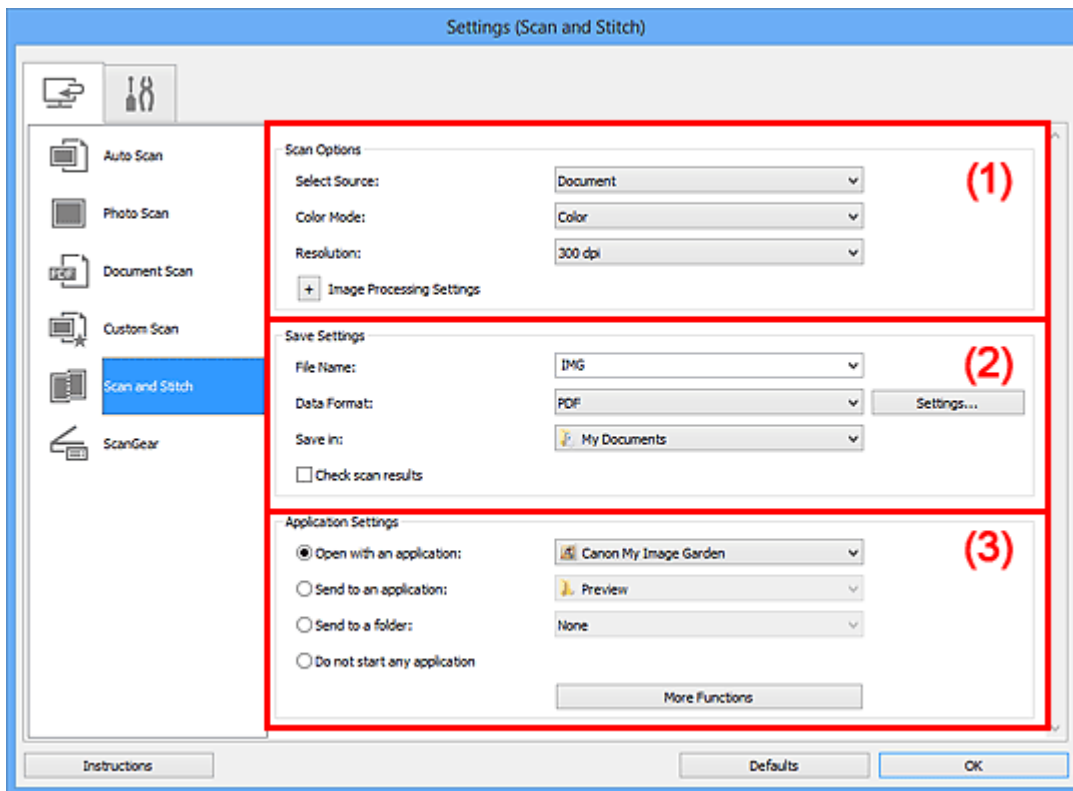 Settings (Scan and Stitch)
Auto Scan
Photo Scan
Document Scan
Custom Scan
Scan and Stitch
ScanGear
Scan Options
(1)
Select Source: Document
Color Mode: Color
Resolution: 300 dpi
+ Image Processing Settings
Save Settings
(2)
File Name: IMG
Data Format: PDF Settings...
Save in: My Documents
Check scan results
Application Settings
(3)
Open with an application: Canon My Image Garden
Send to an application: Preview
Send to a folder: None
Do not start any application
More Functions
Instructions Defaults OK